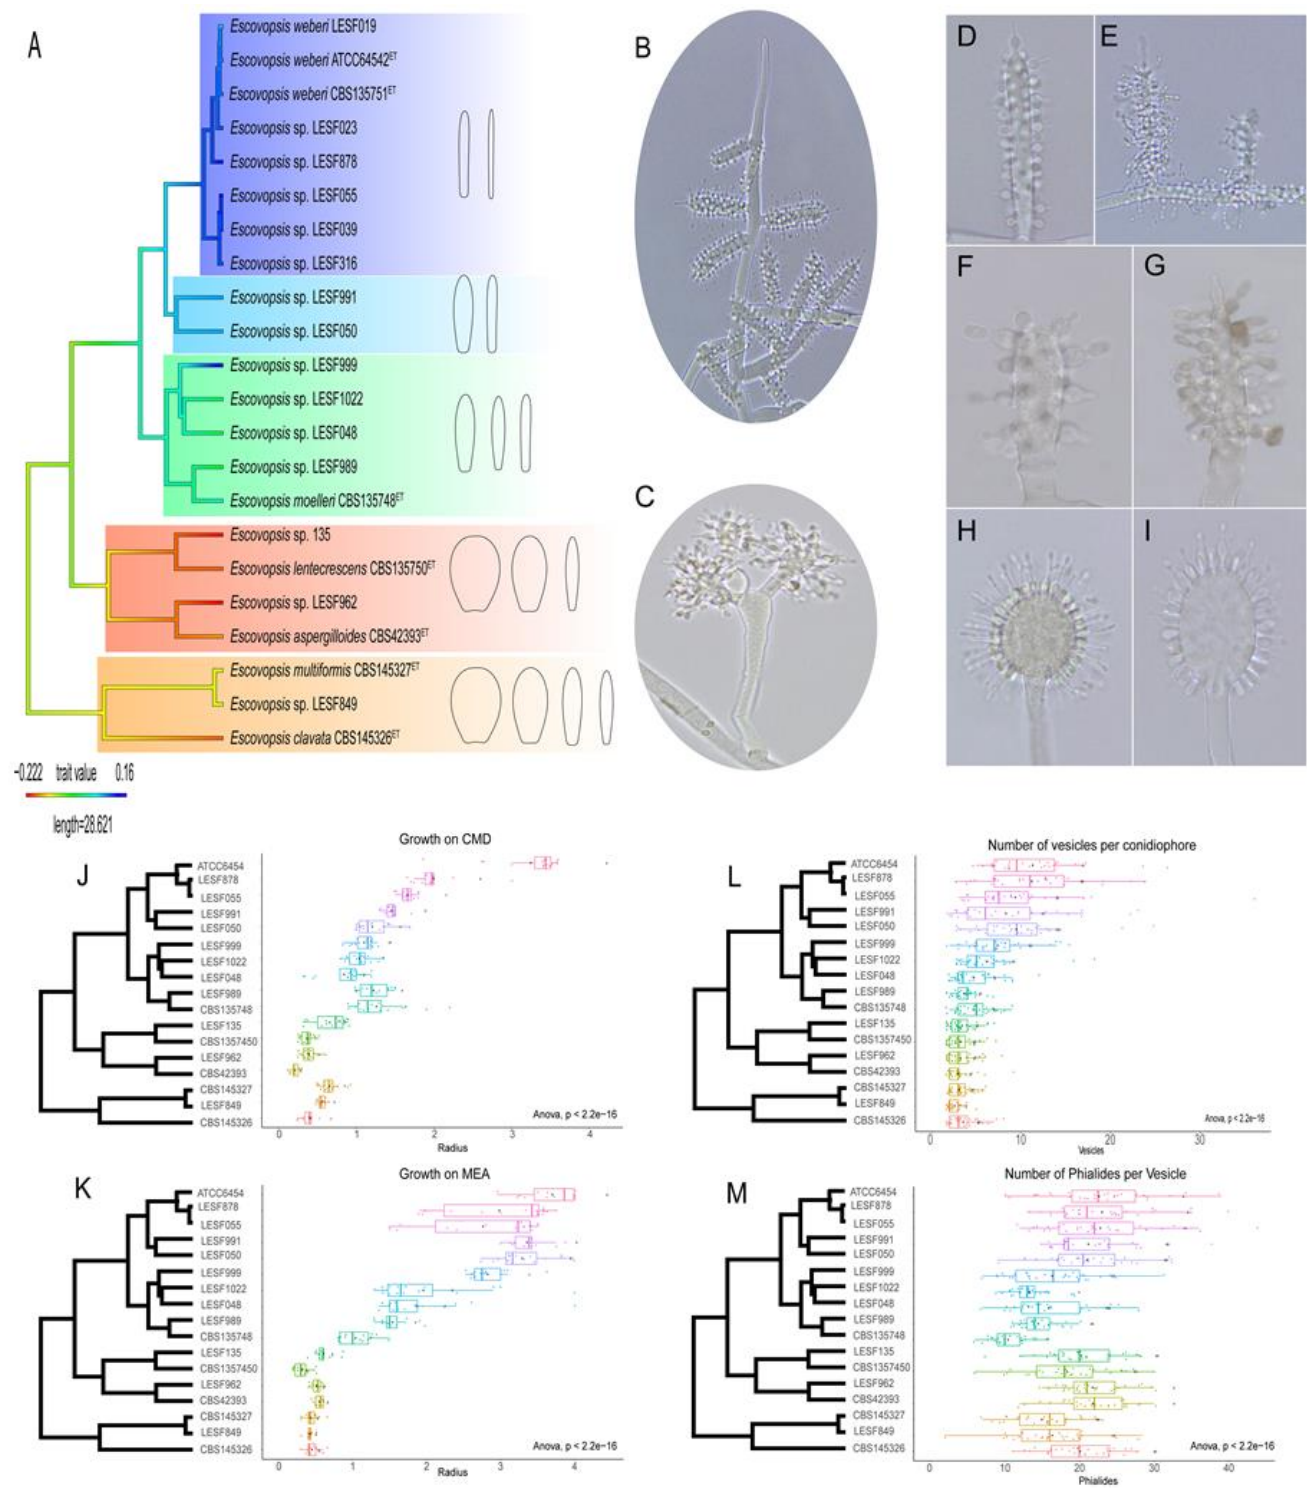 A
Escovopsis weberi LESF019
Escovopsis weberi ATCC64542ET
Escovopsis weberi CBS135751ET
Escovopsis sp. LESF023
Escovopsis sp. LESF878
Escovopsis sp. LESF055
Escovopsis sp. LESF039
Escovopsis sp. LESF316
Escovopsis sp. LESF991
Escovopsis sp. LESF050
Escovopsis sp. LESF999
Escovopsis sp. LESF1022
Escovopsis sp. LESF048
Escovopsis sp. LESF989
Escovopsis moelleri CBS135748ET
Escovopsis sp. 135
Escovopsis lentecrescens CBS135750ET
Escovopsis sp. LESF962
Escovopsis aspergilloides CBS42393ET
Escovopsis multiformis CBS145327ET
Escovopsis sp. LESF849
Escovopsis clavata CBS145326ET
−0.222 trait value 0.16
length=28.621
B
C
D
E
F
G
H
I
J
Growth on CMD
ATCC6454
LESF878
LESF055
LESF991
LESF050
LESF999
LESF1022
LESF048
LESF989
CBS135748
LESF135
CBS1357450
LESF962
CBS42393
CBS145327
LESF849
CBS145326
Anova, p < 2.2e−16
0 1 2 3 4
Radius
K
Growth on MEA
ATCC6454
LESF878
LESF055
LESF991
LESF050
LESF999
LESF1022
LESF048
LESF989
CBS135748
LESF135
CBS1357450
LESF962
CBS42393
CBS145327
LESF849
CBS145326
Anova, p < 2.2e−16
0 1 2 3 4
Radius
L
Number of vesicles per conidiophore
ATCC6454
LESF878
LESF055
LESF991
LESF050
LESF999
LESF1022
LESF048
LESF989
CBS135748
LESF135
CBS1357450
LESF962
CBS42393
CBS145327
LESF849
CBS145326
Anova, p < 2.2e−16
0 10 20 30
Vesicles
M
Number of Phialides per Vesicle
ATCC6454
LESF878
LESF055
LESF991
LESF050
LESF999
LESF1022
LESF048
LESF989
CBS135748
LESF135
CBS1357450
LESF962
CBS42393
CBS145327
LESF849
CBS145326
Anova, p < 2.2e−16
0 10 20 30 40
Phialides